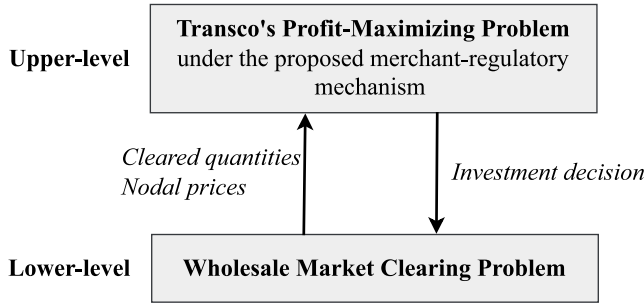 Transco's Profit-Maximizing Problem
Upper-level
under the proposed merchant-regulatory
mechanism
Cleared quantities
Nodal prices
Investment decision
Lower-level
Wholesale Market Clearing Problem